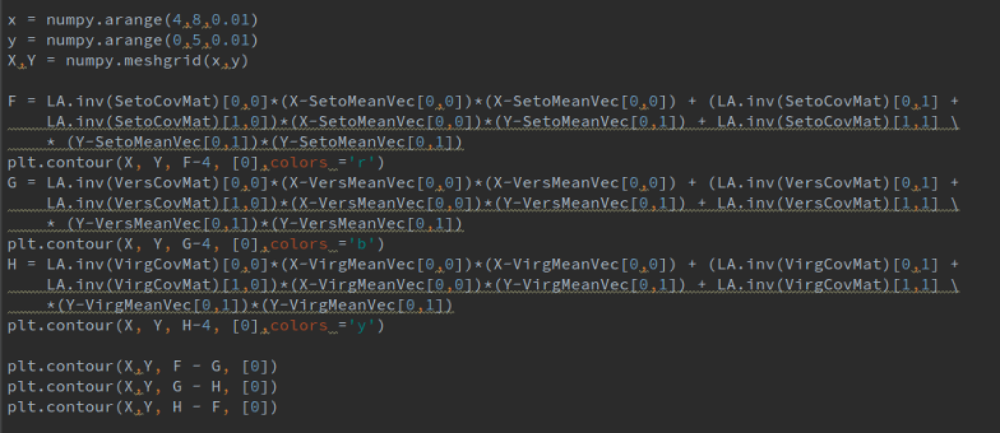 x = numpy.arange(4,8,0.01)
y = numpy.arange(0,5,0.01)
X,Y = numpy.meshgrid(x,y)
F = LA.inv(SetoCovMat)[0,0]*(X-SetoMeanVec[0,0])*(X-SetoMeanVec[0,0]) + (LA.inv(SetoCovMat)[0,1] +
LA.inv(SetoCovMat)[1,0])*(X-SetoMeanVec[0,0])*(Y-SetoMeanVec[0,1]) + LA.inv(SetoCovMat)[1,1] \
* (Y-SetoMeanVec[0,1])*(Y-SetoMeanVec[0,1])
plt.contour(X, Y, F-4, [0],colors ='r')
G = LA.inv(VersCovMat)[0,0]*(X-VersMeanVec[0,0])*(X-VersMeanVec[0,0]) + (LA.inv(VersCovMat)[0,1] +
LA.inv(VersCovMat)[1,0])*(X-VersMeanVec[0,0])*(Y-VersMeanVec[0,1]) + LA.inv(VersCovMat)[1,1] \
* (Y-VersMeanVec[0,1])*(Y-VersMeanVec[0,1])
plt.contour(X, Y, G-4, [0],colors ='b')
H = LA.inv(VirgCovMat)[0,0]*(X-VirgMeanVec[0,0])*(X-VirgMeanVec[0,0]) + (LA.inv(VirgCovMat)[0,1] +
LA.inv(VirgCovMat)[1,0])*(X-VirgMeanVec[0,0])*(Y-VirgMeanVec[0,1]) + LA.inv(VirgCovMat)[1,1] \
*(Y-VirgMeanVec[0,1])*(Y-VirgMeanVec[0,1])
plt.contour(X, Y, H-4, [0],colors ='y')
plt.contour(X,Y, F - G, [0])
plt.contour(X,Y, G - H, [0])
plt.contour(X,Y, H - F, [0])